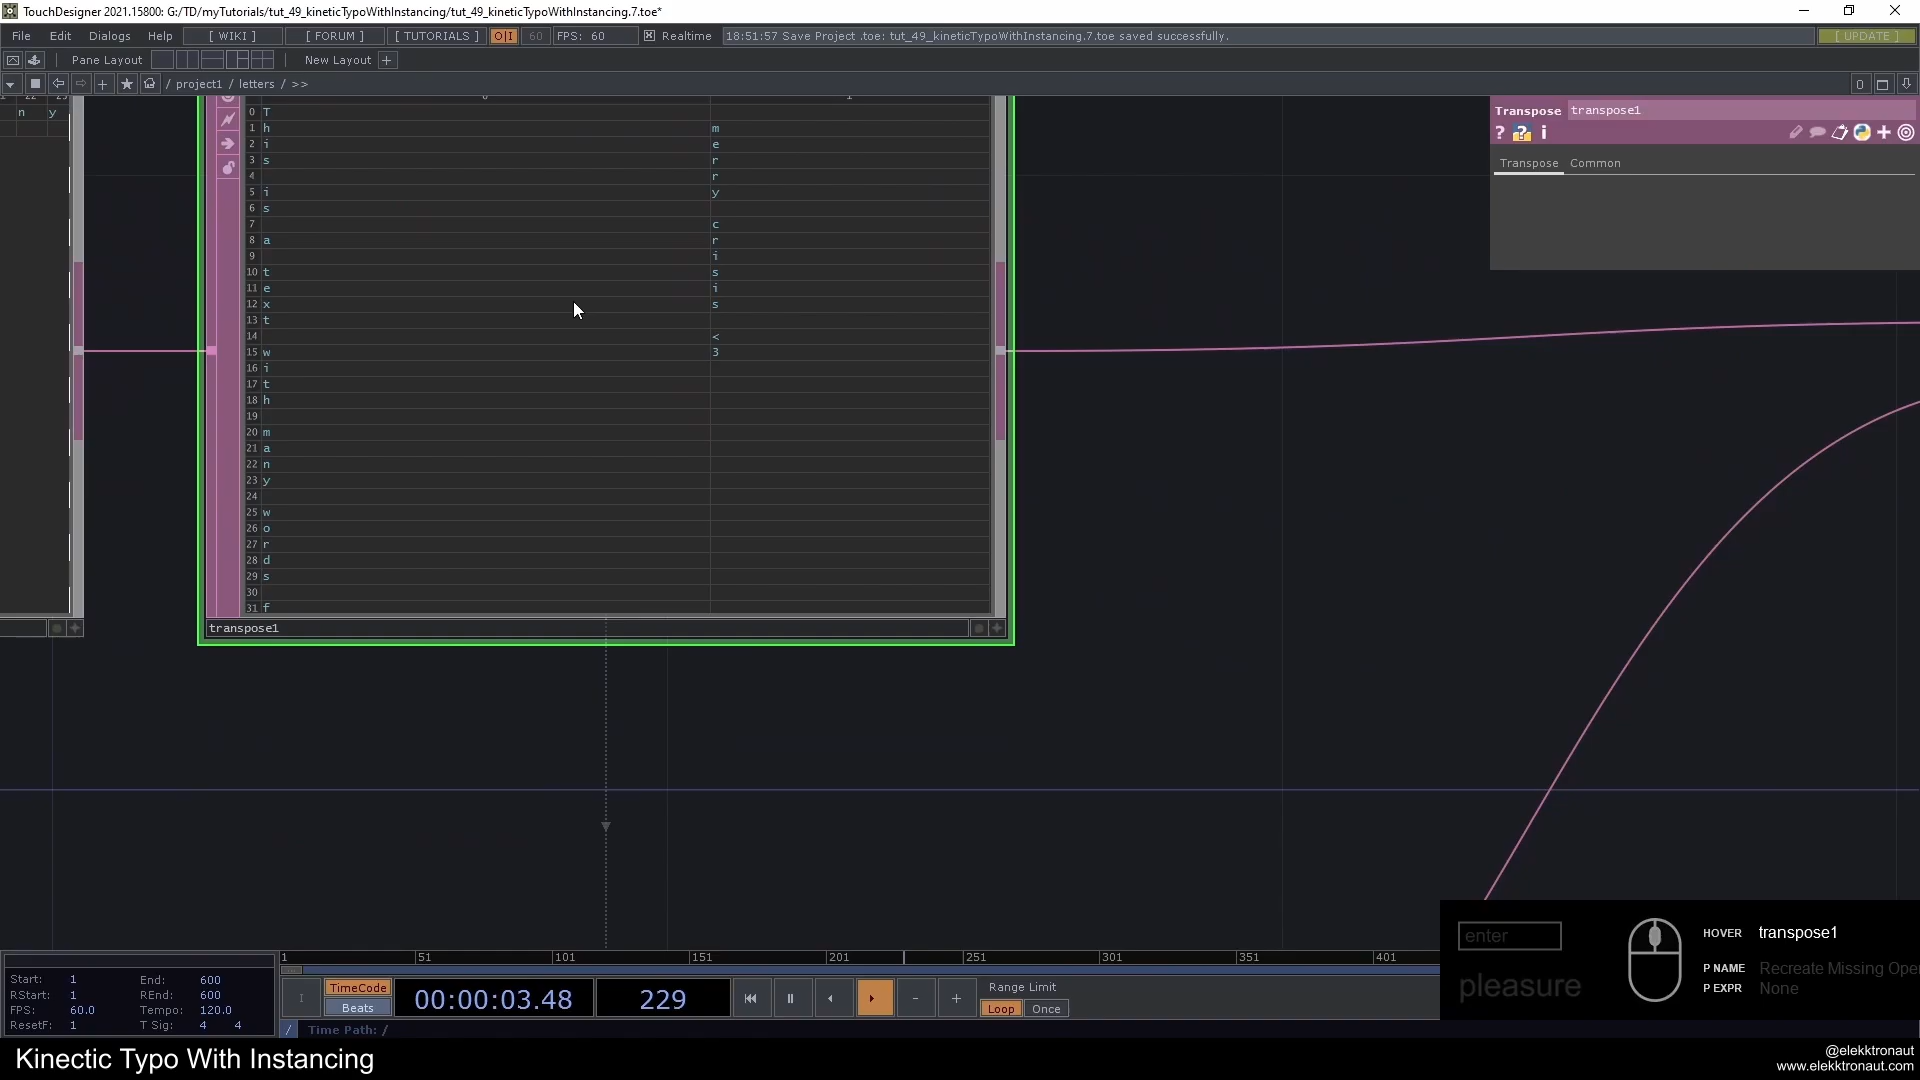 TouchDesigner 2021.15800: G:/TD/myTutorials/tut_49_kineticTypoWithInstancing/tut_49_kineticTypoWithInstancing.7.toe*
File Edit Dialogs Help [ WIKI ] [ FORUM ] [ TUTORIALS ] O|I 60 FPS: 60 Realtime 18:51:57 Save Project .toe: tut_49_kineticTypoWithInstancing.7.toe saved successfully. [ UPDATE ]
Pane Layout New Layout +
/ project1 / letters / >> 0
n y
0 T
1 h m
2 i e
3 s r
4 r
5 i y
6 s
7 c
8 a r
9 i
10 t s
11 e i
12 x s
13 t
14 <
15 w 3
16 i
17 t
18 h
19
20 m
21 a
22 n
23 y
24
25 w
26 o
27 r
28 d
29 s
30
31 f
transpose1
Transpose transpose1
? ? i
Transpose Common
1 51 101 151 201 251 301 351 401
Start: 1 End: 600
RStart: 1 REnd: 600
FPS: 60.0 Tempo: 120.0
ResetF: 1 T Sig: 4 4
I TimeCode
Beats
00:00:03.48 229 - +
Range Limit
Loop Once
/ Time Path: /
enter
pleasure
HOVER transpose1
P NAME Recreate Missing Ope
P EXPR None
Kinectic Typo With Instancing
@elekktronaut
www.elekktronaut.com